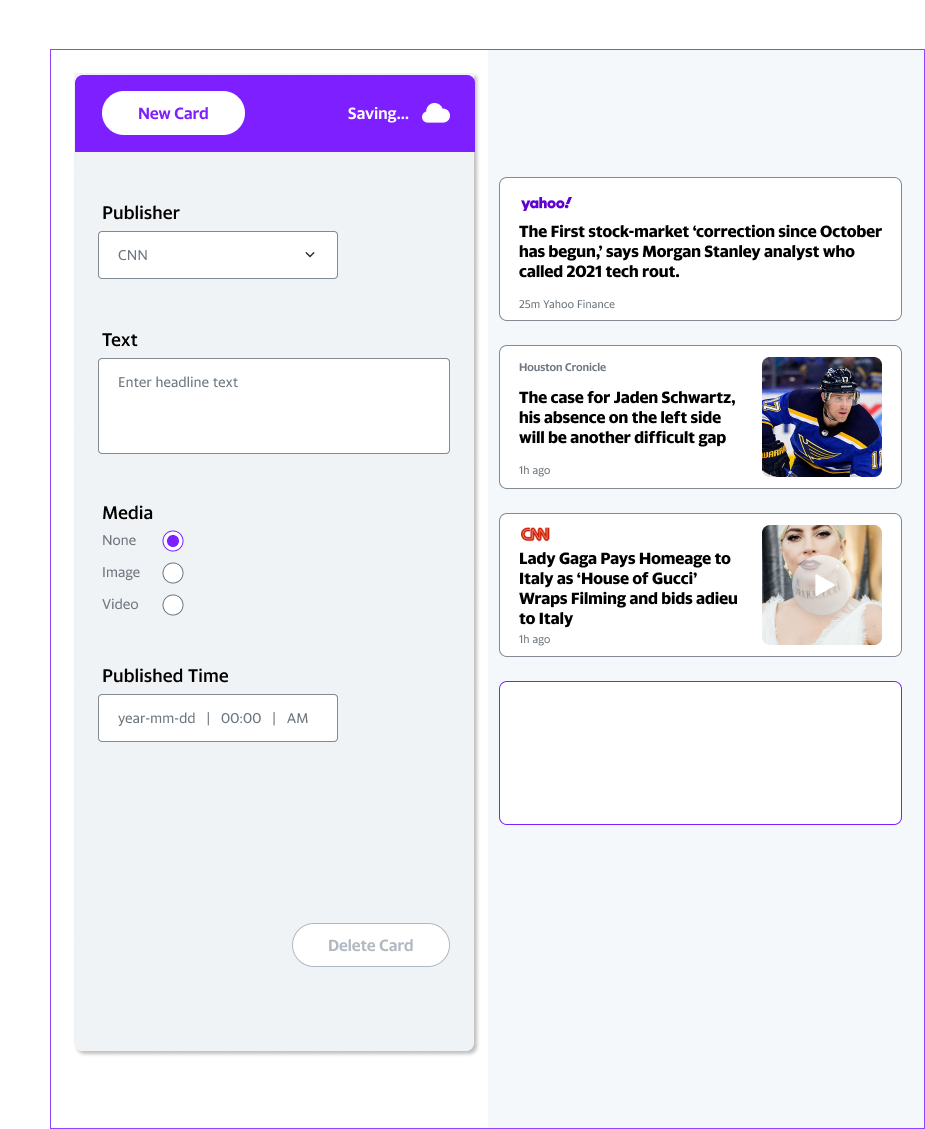 New Card
Saving...
Publisher
CNN
Text
Enter headline text
Media
None
Image
Video
Published Time
year-mm-dd | 00:00 | AM
Delete Card
yahoo!
The First stock-market ‘correction since October
has begun,’ says Morgan Stanley analyst who
called 2021 tech rout.
25m Yahoo Finance
Houston Cronicle
The case for Jaden Schwartz,
his absence on the left side
will be another difficult gap
1h ago
17
17
CNN
Lady Gaga Pays Homeage to
Italy as ‘House of Gucci’
Wraps Filming and bids adieu
to Italy
1h ago